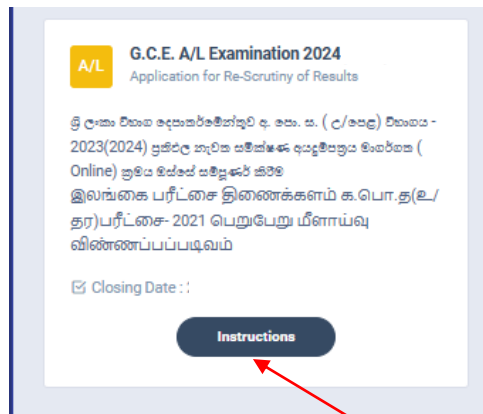 A/L
G.C.E. A/L Examination 2024
Application for Re-Scrutiny of Results
ශ්‍රී ලංකා විභාග දෙපාර්තමේන්තුව අ. පො. ස. ( උ/පෙළ) විභාගය -
2023(2024) ප්‍රතිඵල නැවත සමීක්ෂණ අයදුම්පත්‍රය මාර්ගගත (
Online) ක්‍රමය ඔස්සේ සම්පූර්ණ කිරීම
இலங்கை பரீட்சை திணைக்களம் க.பொ.த(உ/
தர)பரீட்சை- 2021 பெறுபேறு மீளாய்வு
விண்ணப்பப்படிவம்
Closing Date :
Instructions